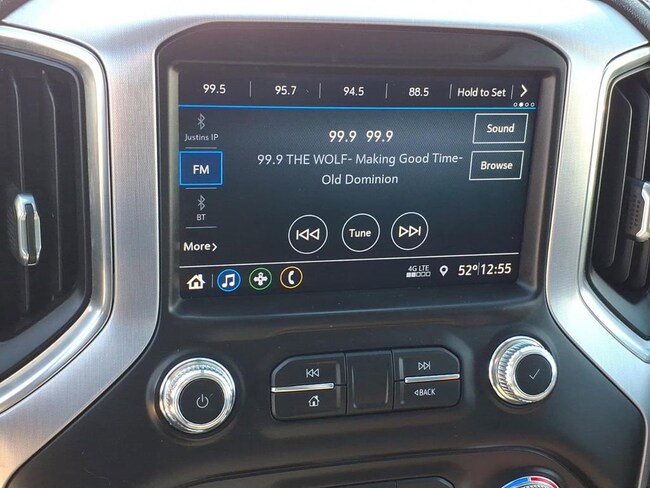 99.5 95.7 94.5 88.5 Hold to Set
Justins IP
99.9 99.9
Sound
FM
99.9 THE WOLF- Making Good Time-
Old Dominion
Browse
BT
Tune
More
4G LTE
52° 12:55
BACK